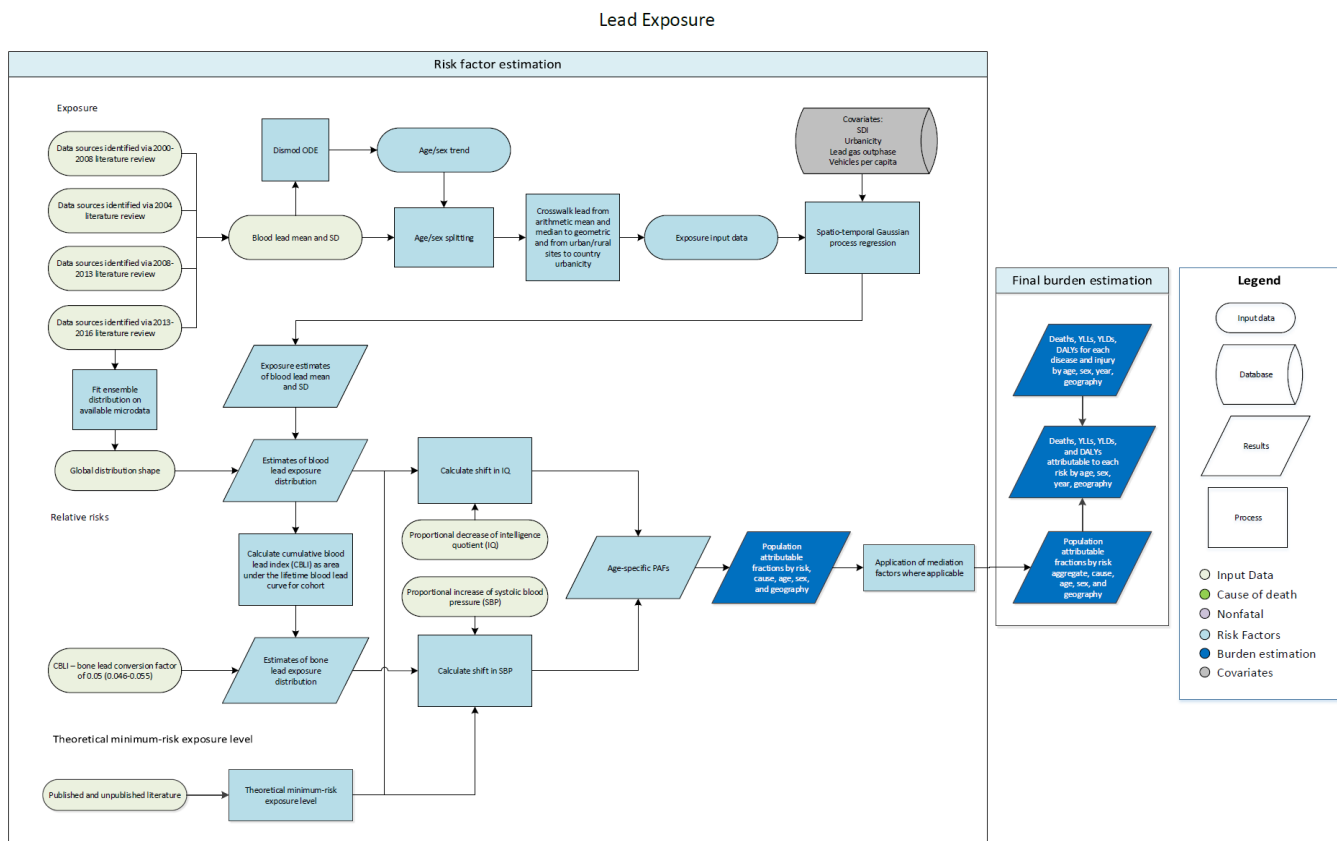 Lead Exposure
Risk factor estimation
Exposure
Data sources identified via 2000-
2008 literature review
Data sources identified via 2004
literature review
Data sources identified via 2008-
2013 literature review
Data sources identified via 2013-
2016 literature review
Dismod ODE
Age/sex trend
Blood lead mean and SD
Age/sex splitting
Crosswalk lead from
arithmetic mean and
median to geometric
and from urban/rural
sites to country
urbanicity
Exposure input data
Covariates:
SDI
Urbanicity
Lead gas outphase
Vehicles per capita
Spatio-temporal Gaussian
process regression
Fit ensemble
distribution on
available microdata
Global distribution shape
Exposure estimates
of blood lead mean
and SD
Estimates of blood
lead exposure
distribution
Calculate shift in IQ
Relative risks
Proportional decrease of intelligence
quotient (IQ)
Calculate cumulative blood
lead index (CBLI) as area
under the lifetime blood lead
curve for cohort
Proportional increase of systolic blood
pressure (SBP)
CBLI – bone lead conversion factor
of 0.05 (0.046-0.055)
Estimates of bone
lead exposure
distribution
Calculate shift in SBP
Age-specific PAFs
Population
attributable
fractions by risk,
cause, age, sex,
and geography
Application of mediation
factors where applicable
Theoretical minimum-risk exposure level
Published and unpublished literature
Theoretical minimum-risk
exposure level
Final burden estimation
Deaths, YLLs, YLDs,
DALYs for each
disease and injury
by age, sex, year,
geography
Deaths, YLLs, YLDs,
and DALYs
attributable to each
risk by age, sex,
year, geography
Population
attributable
fractions by risk
aggregate, cause,
age, sex, and
geography
Legend
Input data
Database
Results
Process
Input Data
Cause of death
Nonfatal
Risk Factors
Burden estimation
Covariates